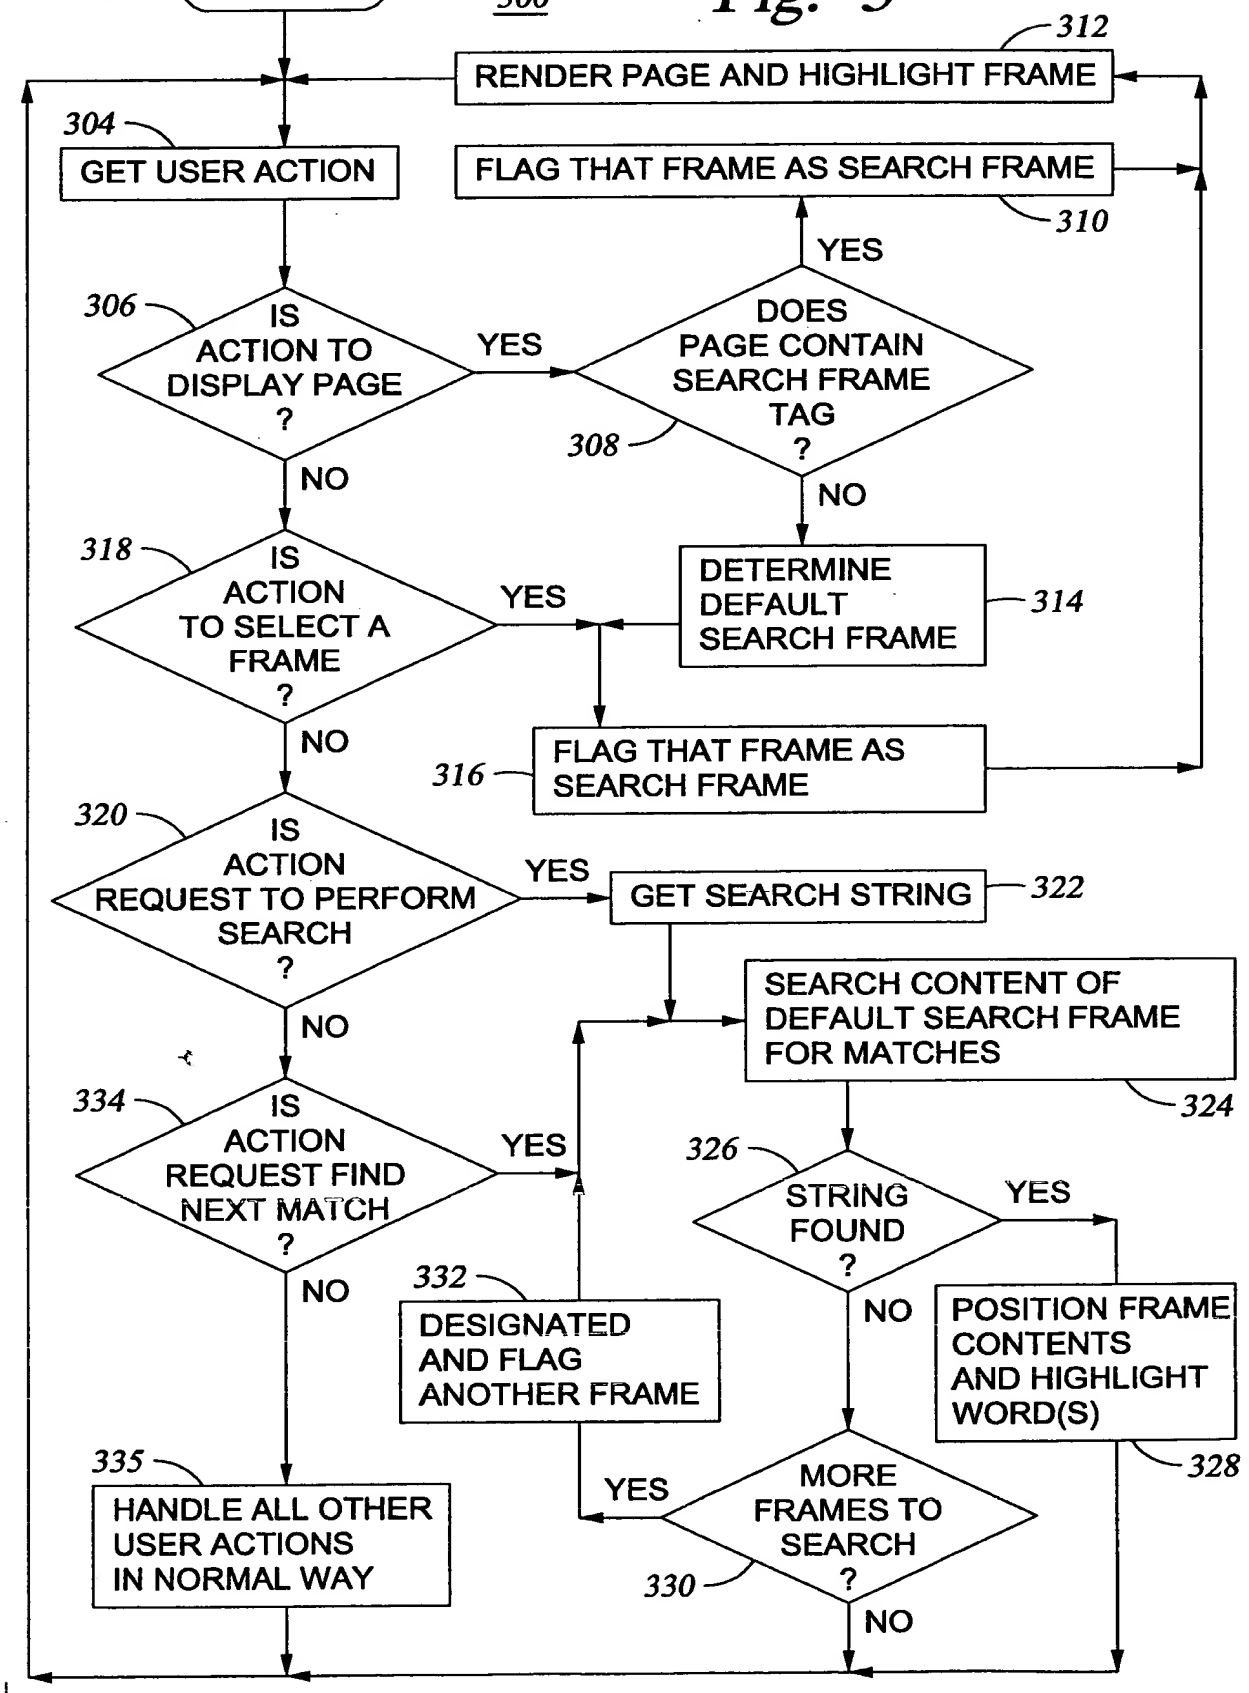 300
Fig. 3
312
RENDER PAGE AND HIGHLIGHT FRAME
304
GET USER ACTION
FLAG THAT FRAME AS SEARCH FRAME
310
YES
306
IS
ACTION TO
DISPLAY PAGE
?
YES
DOES
PAGE CONTAIN
SEARCH FRAME
TAG
?
308
NO
NO
318
IS
ACTION
TO SELECT A
FRAME
?
YES
DETERMINE
DEFAULT
SEARCH FRAME
314
NO
316
FLAG THAT FRAME AS
SEARCH FRAME
320
IS
ACTION
REQUEST TO PERFORM
SEARCH
?
YES
GET SEARCH STRING
322
NO
SEARCH CONTENT OF
DEFAULT SEARCH FRAME
FOR MATCHES
324
334
IS
ACTION
REQUEST FIND
NEXT MATCH
?
YES
326
STRING
FOUND
?
YES
NO
NO
332
DESIGNATED
AND FLAG
ANOTHER FRAME
POSITION FRAME
CONTENTS
AND HIGHLIGHT
WORD(S)
328
335
HANDLE ALL OTHER
USER ACTIONS
IN NORMAL WAY
YES
MORE
FRAMES TO
SEARCH
?
330
NO